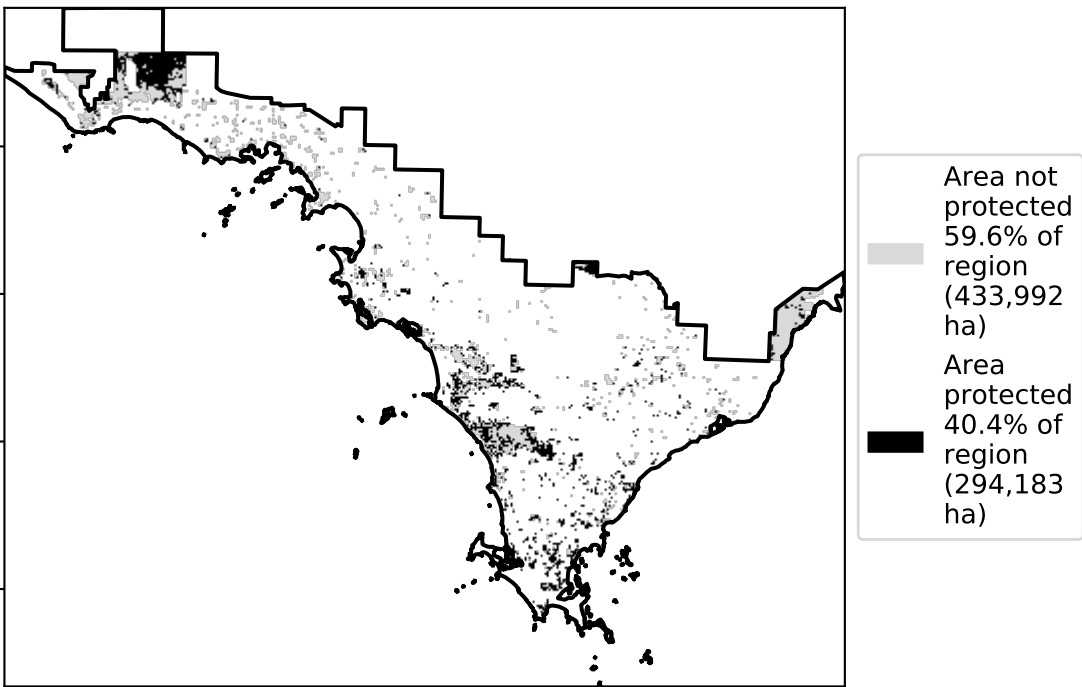 Area not
protected
59.6% of
region
(433,992
ha)
Area
protected
40.4% of
region
(294,183
ha)